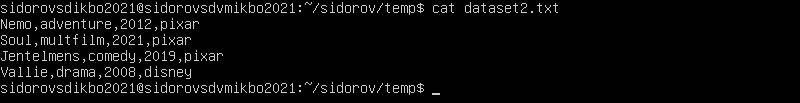 sidorovsdikbo2021@sidorovsdvmikbo2021:~/sidorov/temp$ cat dataset2.txt
Nemo,adventure,2012,pixar
Soul,multfilm,2021,pixar
Jentelmens,comedy,2019,pixar
Vallie,drama,2008,disney
sidorovsdikbo2021@sidorovsdvmikbo2021:~/sidorov/temp$ _